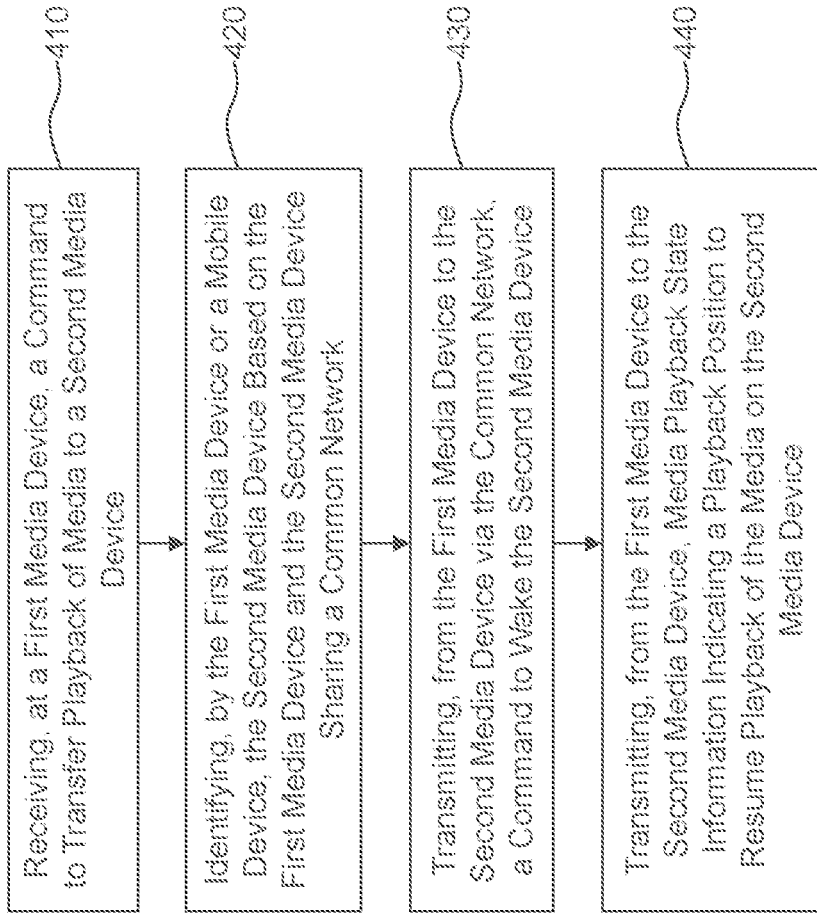 Receiving, at a First Media Device, a Command
to Transfer Playback of Media to a Second Media
Device
410
Identifying, by the First Media Device or a Mobile
Device, the Second Media Device Based on the
First Media Device and the Second Media Device
Sharing a Common Network
420
Transmitting, from the First Media Device to the
Second Media Device via the Common Network,
a Command to Wake the Second Media Device
430
Transmitting, from the First Media Device to the
Second Media Device, Media Playback State
Information Indicating a Playback Position to
Resume Playback of the Media on the Second
Media Device
440